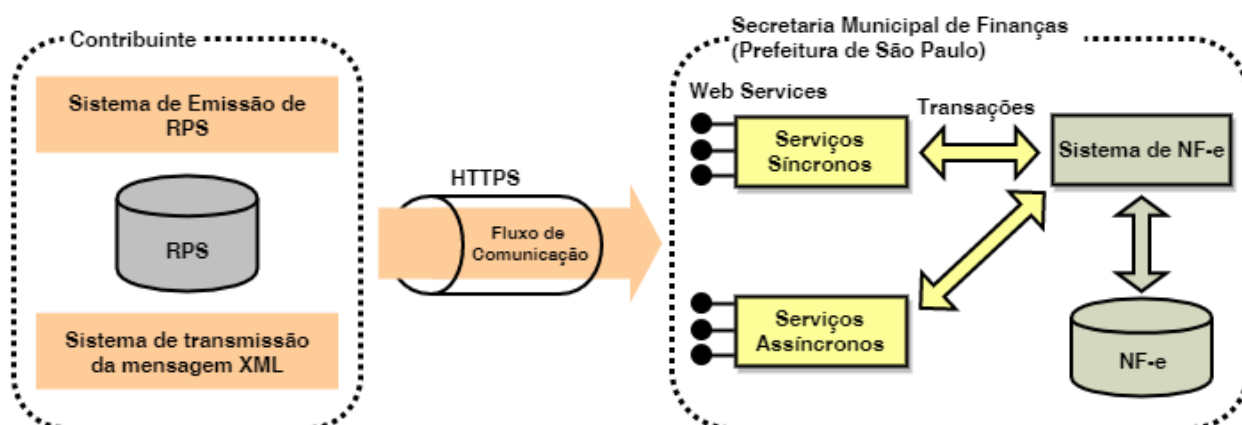 Contribuinte
Sistema de Emissão de
RPS
RPS
Sistema de transmissão
da mensagem XML
HTTPS
Fluxo de
Comunicação
Secretaria Municipal de Finanças
(Prefeitura de São Paulo)
Web Services
Transações
Serviços
Síncronos
Sistema de NF-e
Serviços
Assíncronos
NF-e